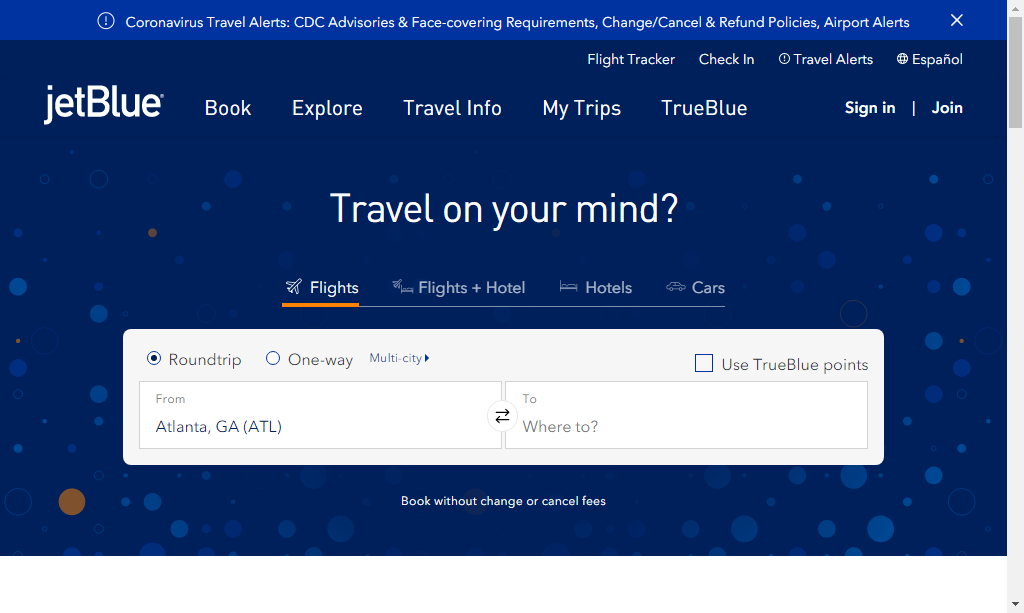 Coronavirus Travel Alerts: CDC Advisories & Face-covering Requirements, Change/Cancel & Refund Policies, Airport Alerts
Flight Tracker Check In Travel Alerts Español
jetBlue Book Explore Travel Info My Trips TrueBlue Sign in | Join
Travel on your mind?
Flights Flights + Hotel Hotels Cars
Roundtrip One-way Multi-city Use TrueBlue points
From To
Atlanta, GA (ATL) Where to?
Book without change or cancel fees